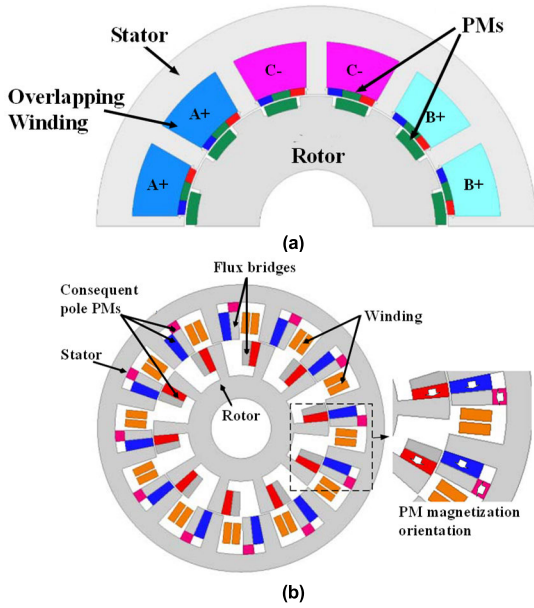 Stator
PMs
Overlapping
Winding
C-
C-
A+
B+
A+
B+
Rotor
(a)
Flux bridges
Consequent
pole PMs
Winding
Stator
Rotor
PM magnetization
orientation
(b)